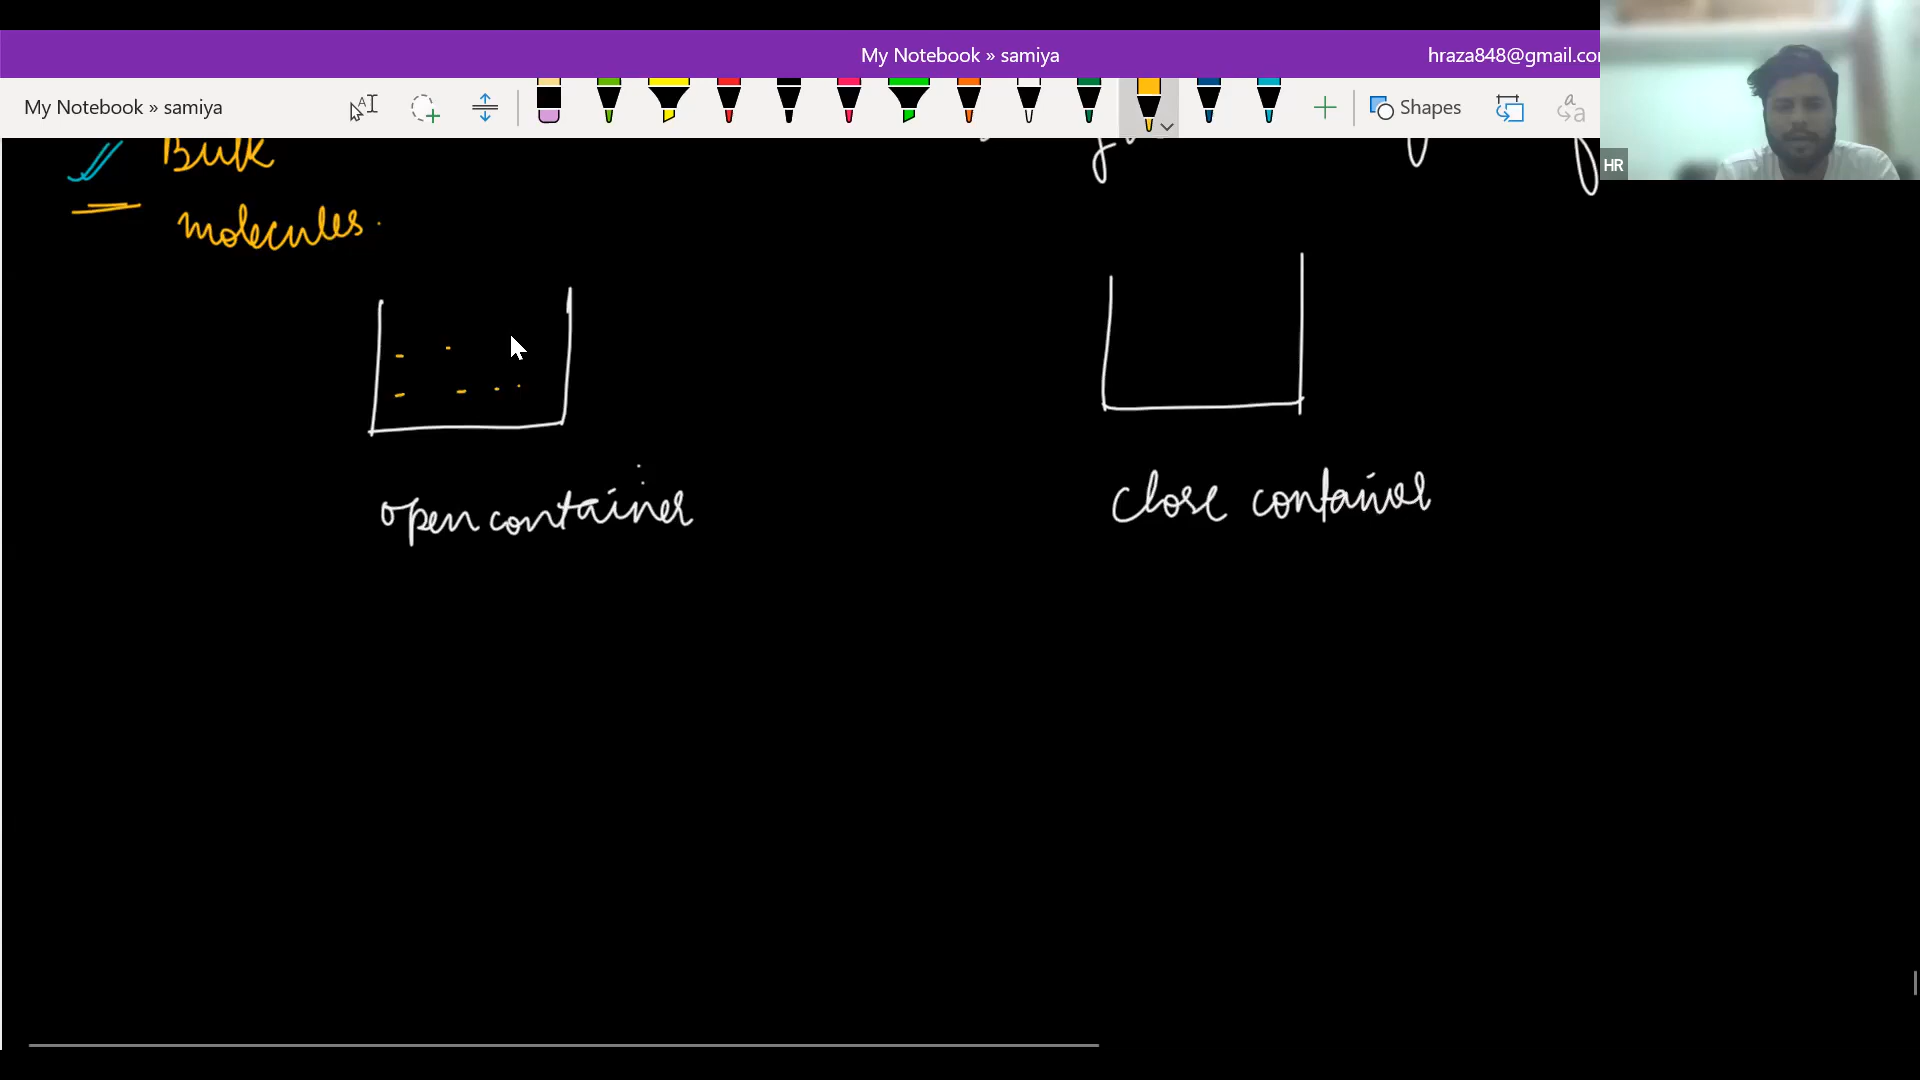 My Notebook » samiya
hraza848@gmail.co
My Notebook » samiya
Shapes
HR
Bulk
molecules.
open container
Close container